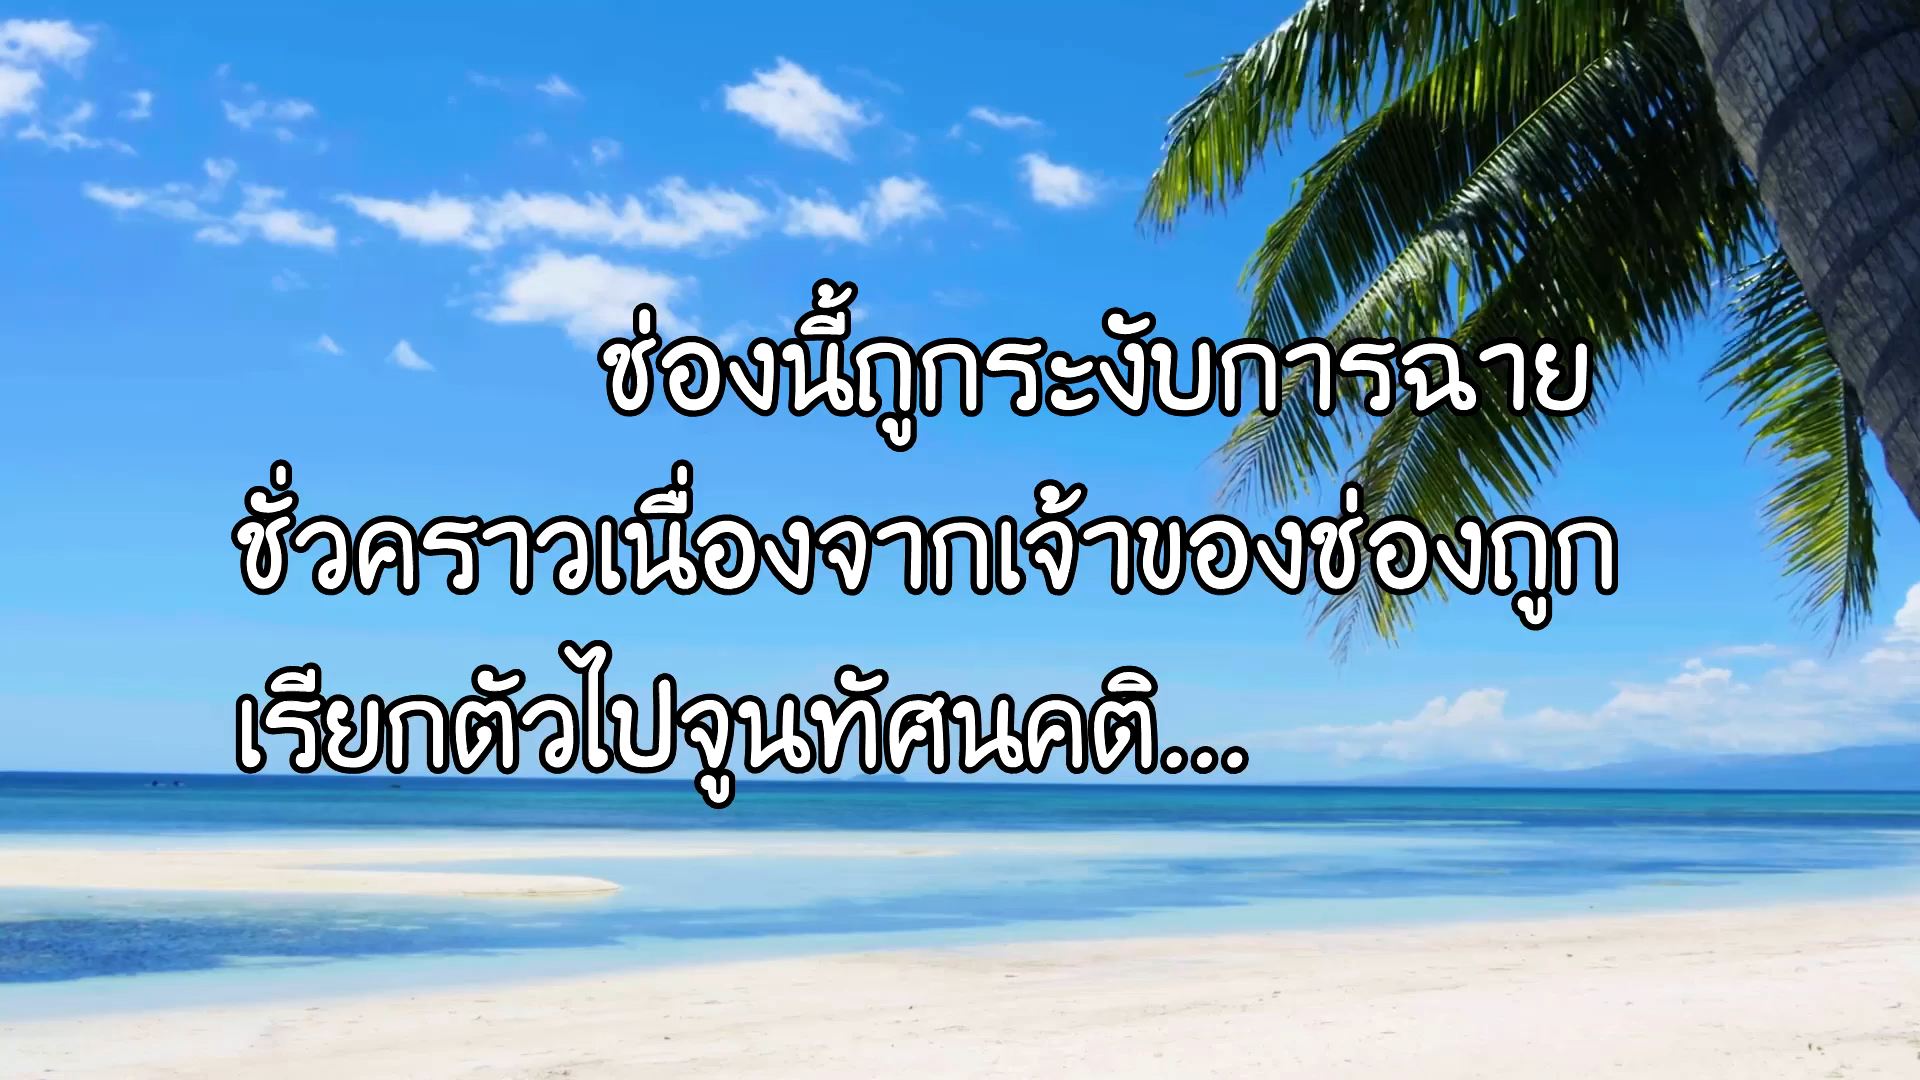 ช่องนี้ถูกระงับการฉาย
ชั่วคราวเนื่องจากเจ้าของช่องถูก
เรียกตัวไปจูนทัศนคติ...